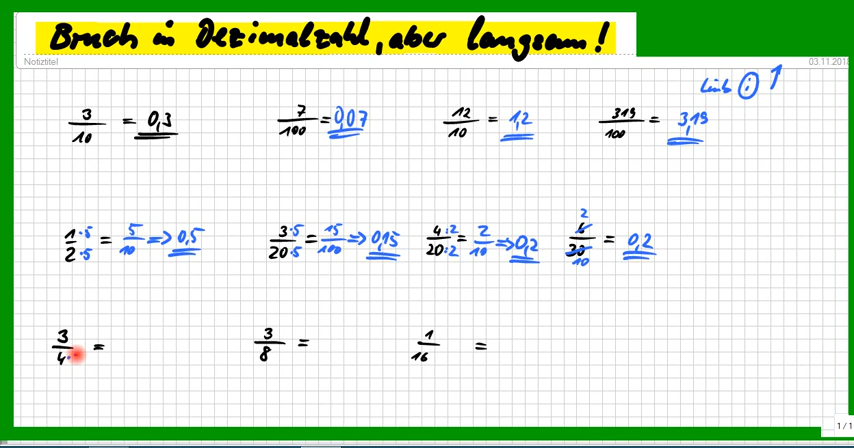 Bruch in Dezimalzahl, aber langsam!
Notiztitel
03.11.201
Link i ↑
3/10 = 0,3 7/100 = 0,07 12/10 = 1,2 319/100 = 3,19
1·5/2·5 = 5/10 => 0,5 3·5/20·5 = 15/100 => 0,15 4:2/20:2 = 2/10 => 0,2 6/30 2/10 = 0,2
3/4· = 3/8 = 1/16 =
1/1